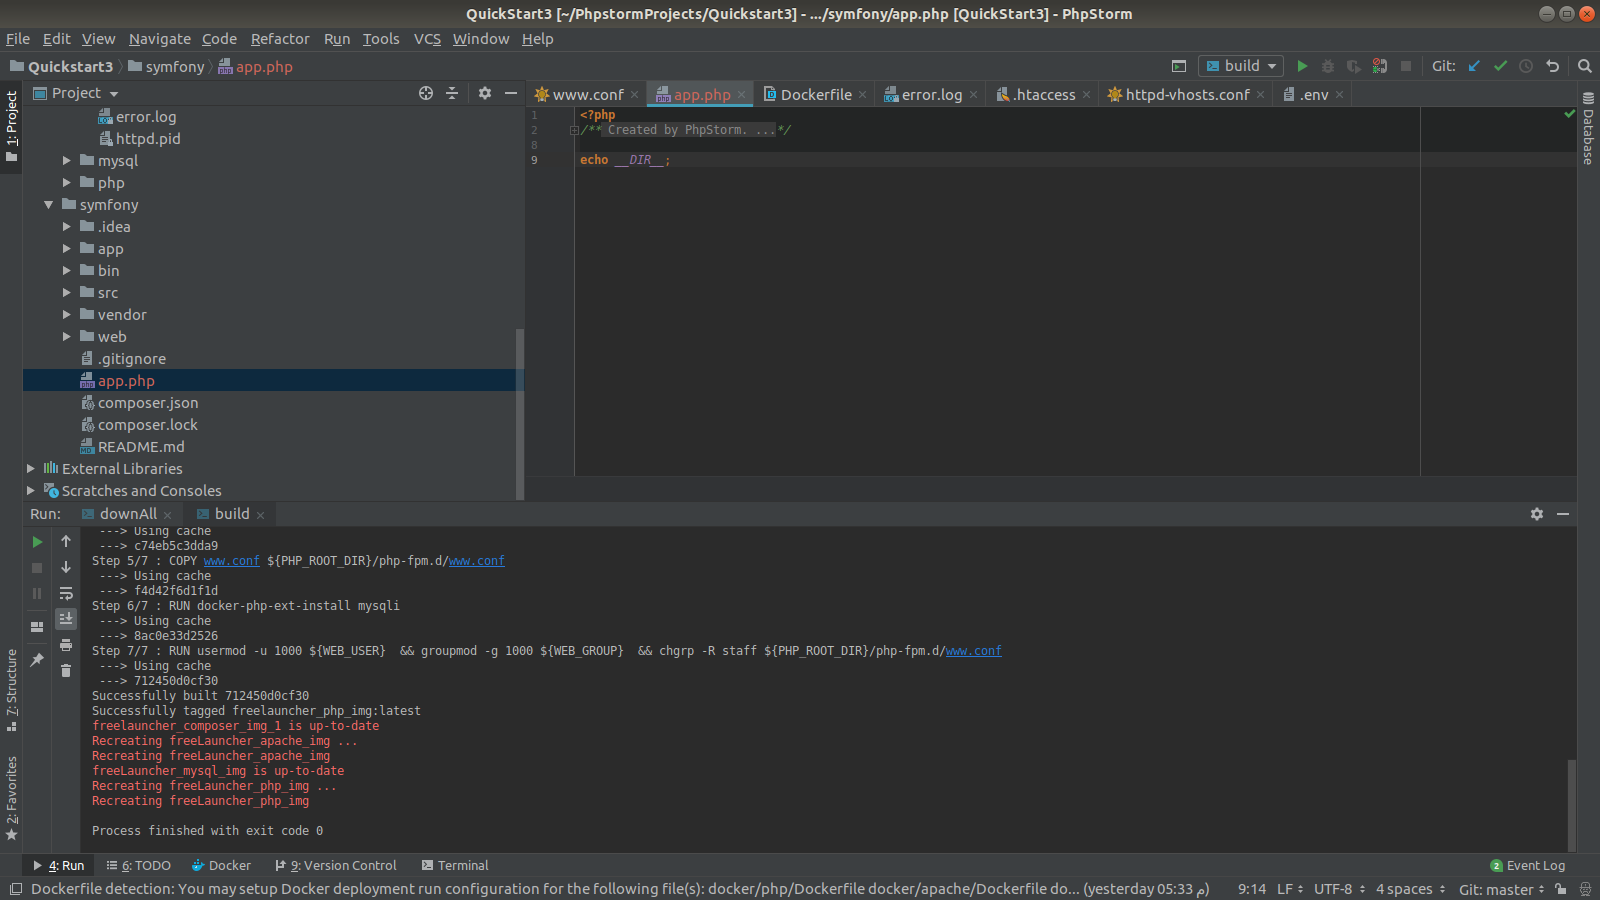 QuickStart3 [~/PhpstormProjects/Quickstart3] - .../symfony/app.php [QuickStart3] - PhpStorm
File Edit View Navigate Code Refactor Run Tools VCS Window Help
Quickstart3 symfony app.php build Git:
1: Project
Project
www.conf app.php Dockerfile error.log .htaccess httpd-vhosts.conf .env
Database
error.log
httpd.pid
mysql
php
symfony
.idea
app
bin
src
vendor
web
.gitignore
app.php
composer.json
composer.lock
README.md
External Libraries
Scratches and Consoles
1 <?php
2 /** Created by PhpStorm. ...*/
8
9 echo __DIR__;
Run: downAll build
---> Using cache
---> c74eb5c3dda9
Step 5/7 : COPY www.conf ${PHP_ROOT_DIR}/php-fpm.d/www.conf
---> Using cache
---> f4d42f6d1f1d
Step 6/7 : RUN docker-php-ext-install mysqli
---> Using cache
---> 8ac0e33d2526
Step 7/7 : RUN usermod -u 1000 ${WEB_USER}  && groupmod -g 1000 ${WEB_GROUP}  && chgrp -R staff ${PHP_ROOT_DIR}/php-fpm.d/www.conf
---> Using cache
---> 712450d0cf30
Successfully built 712450d0cf30
Successfully tagged freelauncher_php_img:latest
freelauncher_composer_img_1 is up-to-date
Recreating freeLauncher_apache_img ...
Recreating freeLauncher_apache_img
freeLauncher_mysql_img is up-to-date
Recreating freeLauncher_php_img ...
Recreating freeLauncher_php_img
Process finished with exit code 0
7: Structure
2: Favorites
4: Run 6: TODO Docker 9: Version Control Terminal 2 Event Log
Dockerfile detection: You may setup Docker deployment run configuration for the following file(s): docker/php/Dockerfile docker/apache/Dockerfile do... (yesterday 05:33 م) 9:14 LF UTF-8 4 spaces Git: master